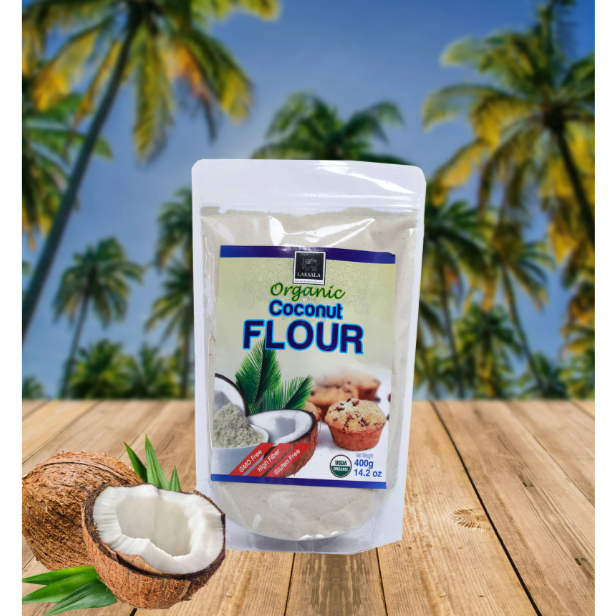 LAKSALA
Organic
Coconut
FLOUR
GMO Free
High Fiber
Gluten Free
USDA
ORGANIC
Net Weight
400g
14.2 oz